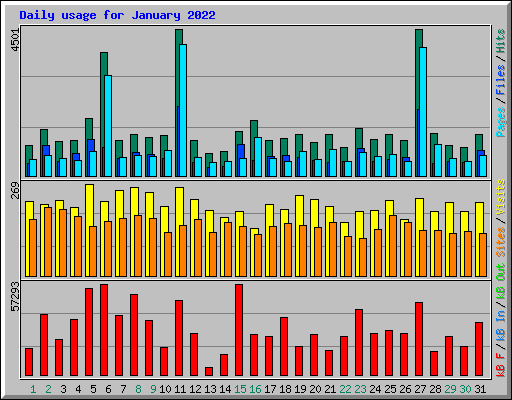 Daily usage for January 2022
4501
Pages / Files / Hits
269
Sites / Visits
57293
kB F / kB In / kB Out
1 2 3 4 5 6 7 8 9 10 11 12 13 14 15 16 17 18 19 20 21 22 23 24 25 26 27 28 29 30 31